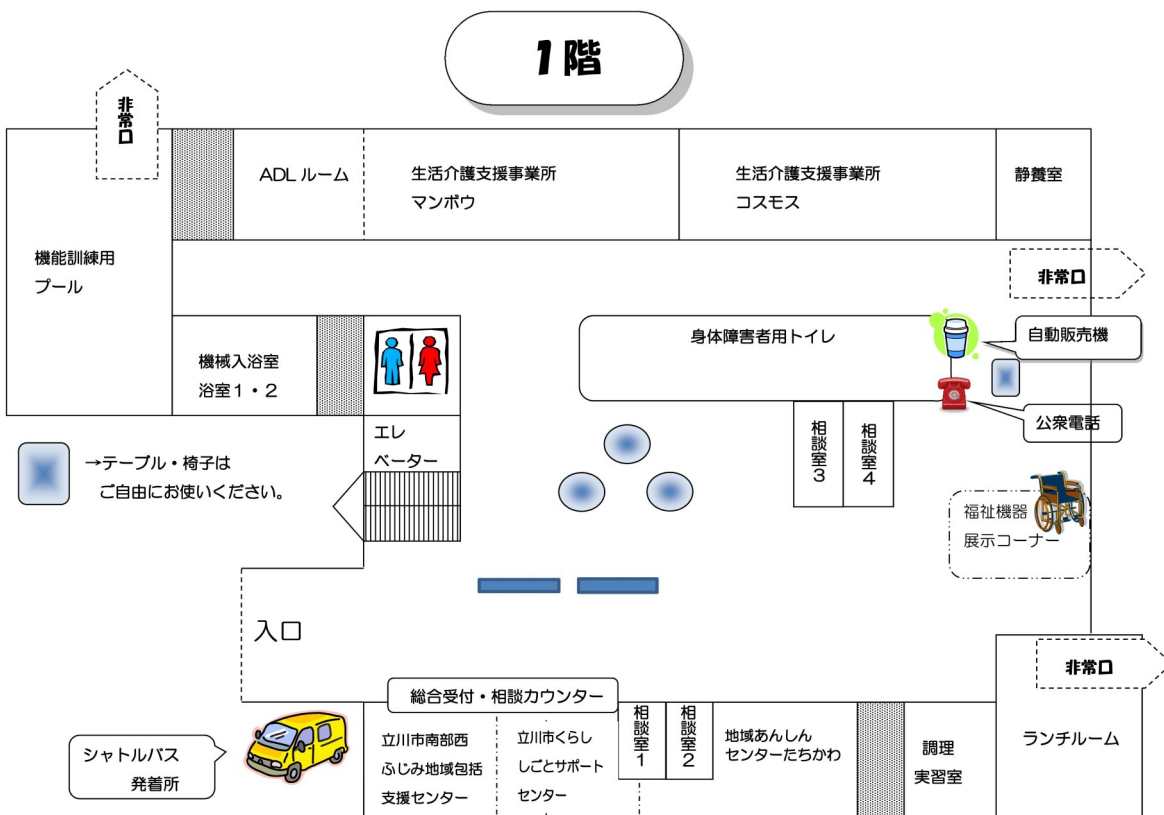 1階
非常口
ADLルーム
生活介護支援事業所
マンボウ
生活介護支援事業所
コスモス
静養室
機能訓練用
プール
非常口
機械入浴室
浴室1・2
身体障害者用トイレ
自動販売機
公衆電話
エレ
ベーター
相談室3
相談室4
→テーブル・椅子は
ご自由にお使いください。
福祉機器
展示コーナー
入口
非常口
総合受付・相談カウンター
シャトルバス
発着所
立川市南部西
ふじみ地域包括
支援センター
立川市くらし
しごとサポート
センター
相談室1
相談室2
地域あんしん
センターたちかわ
調理
実習室
ランチルーム